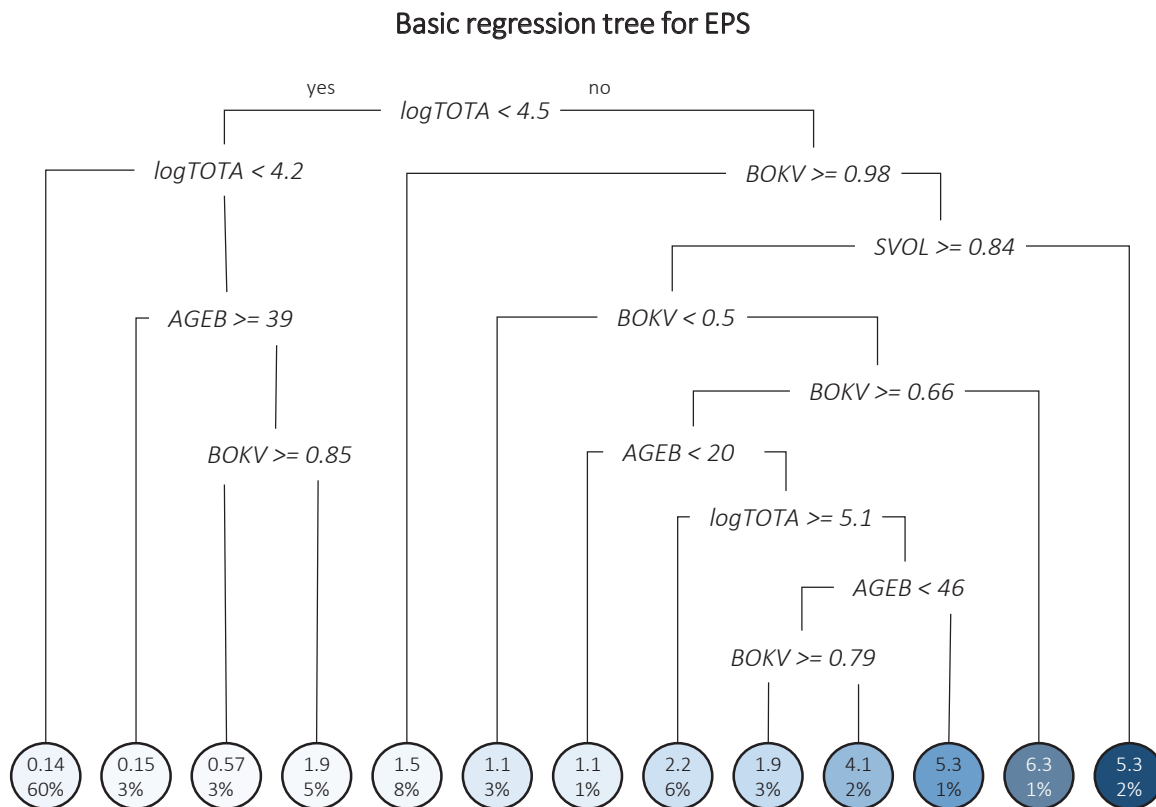 Basic regression tree for EPS
yes
no
logTOTA < 4.5
logTOTA < 4.2
BOKV >= 0.98
SVOL >= 0.84
AGEB >= 39
BOKV < 0.5
BOKV >= 0.66
BOKV >= 0.85
AGEB < 20
logTOTA >= 5.1
AGEB < 46
BOKV >= 0.79
0.14
60%
0.15
3%
0.57
3%
1.9
5%
1.5
8%
1.1
3%
1.1
1%
2.2
6%
1.9
3%
4.1
2%
5.3
1%
6.3
1%
5.3
2%